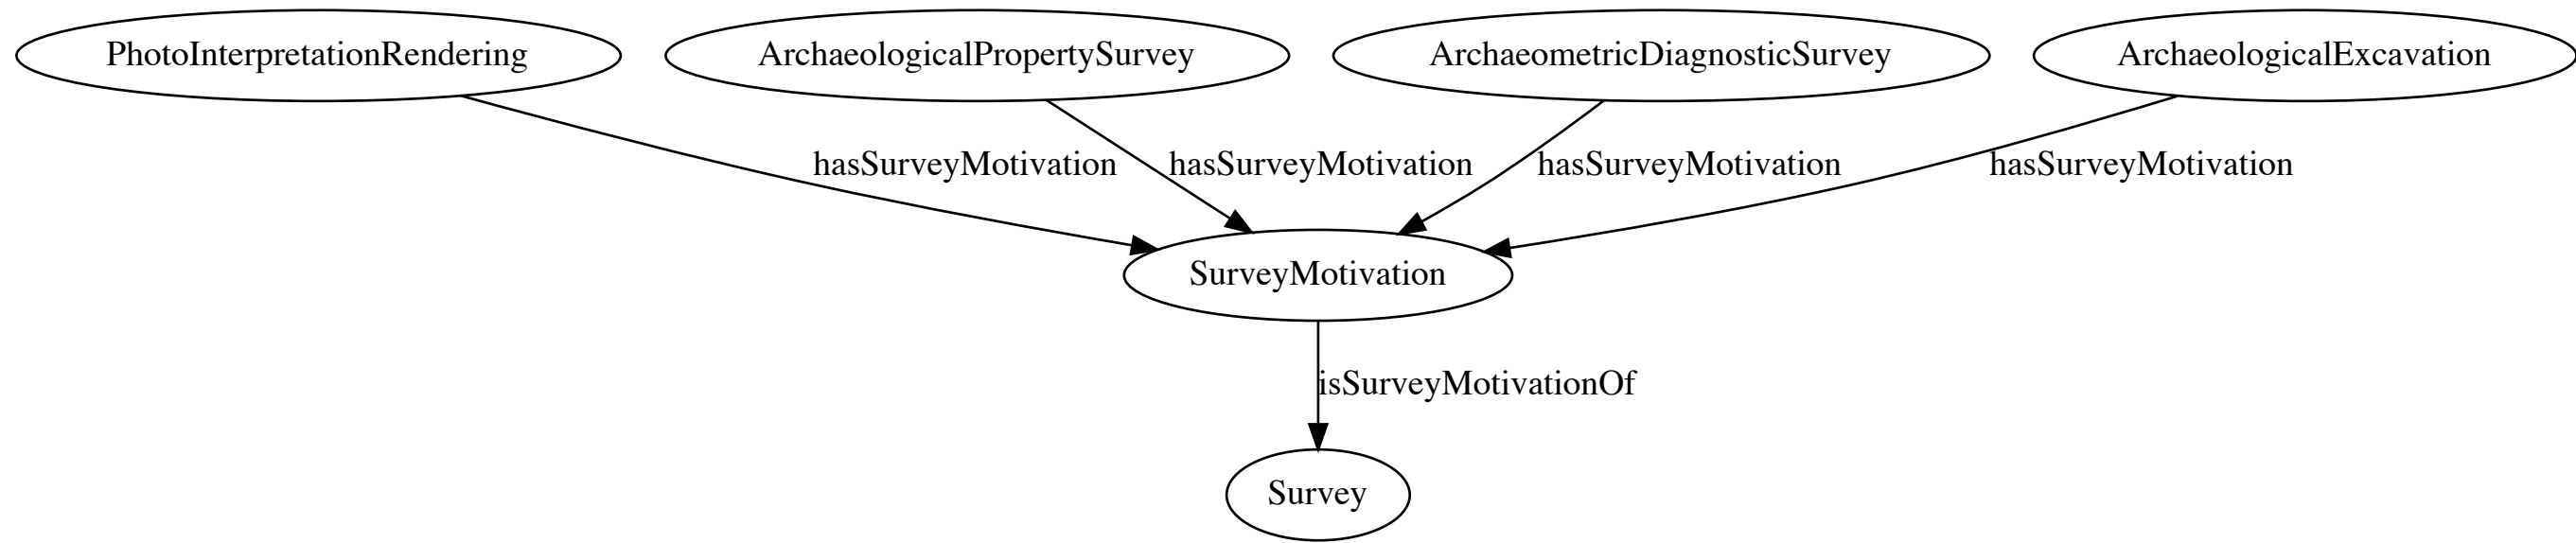 PhotoInterpretationRendering
ArchaeologicalPropertySurvey
ArchaeometricDiagnosticSurvey
ArchaeologicalExcavation
hasSurveyMotivation
hasSurveyMotivation
hasSurveyMotivation
hasSurveyMotivation
SurveyMotivation
isSurveyMotivationOf
Survey